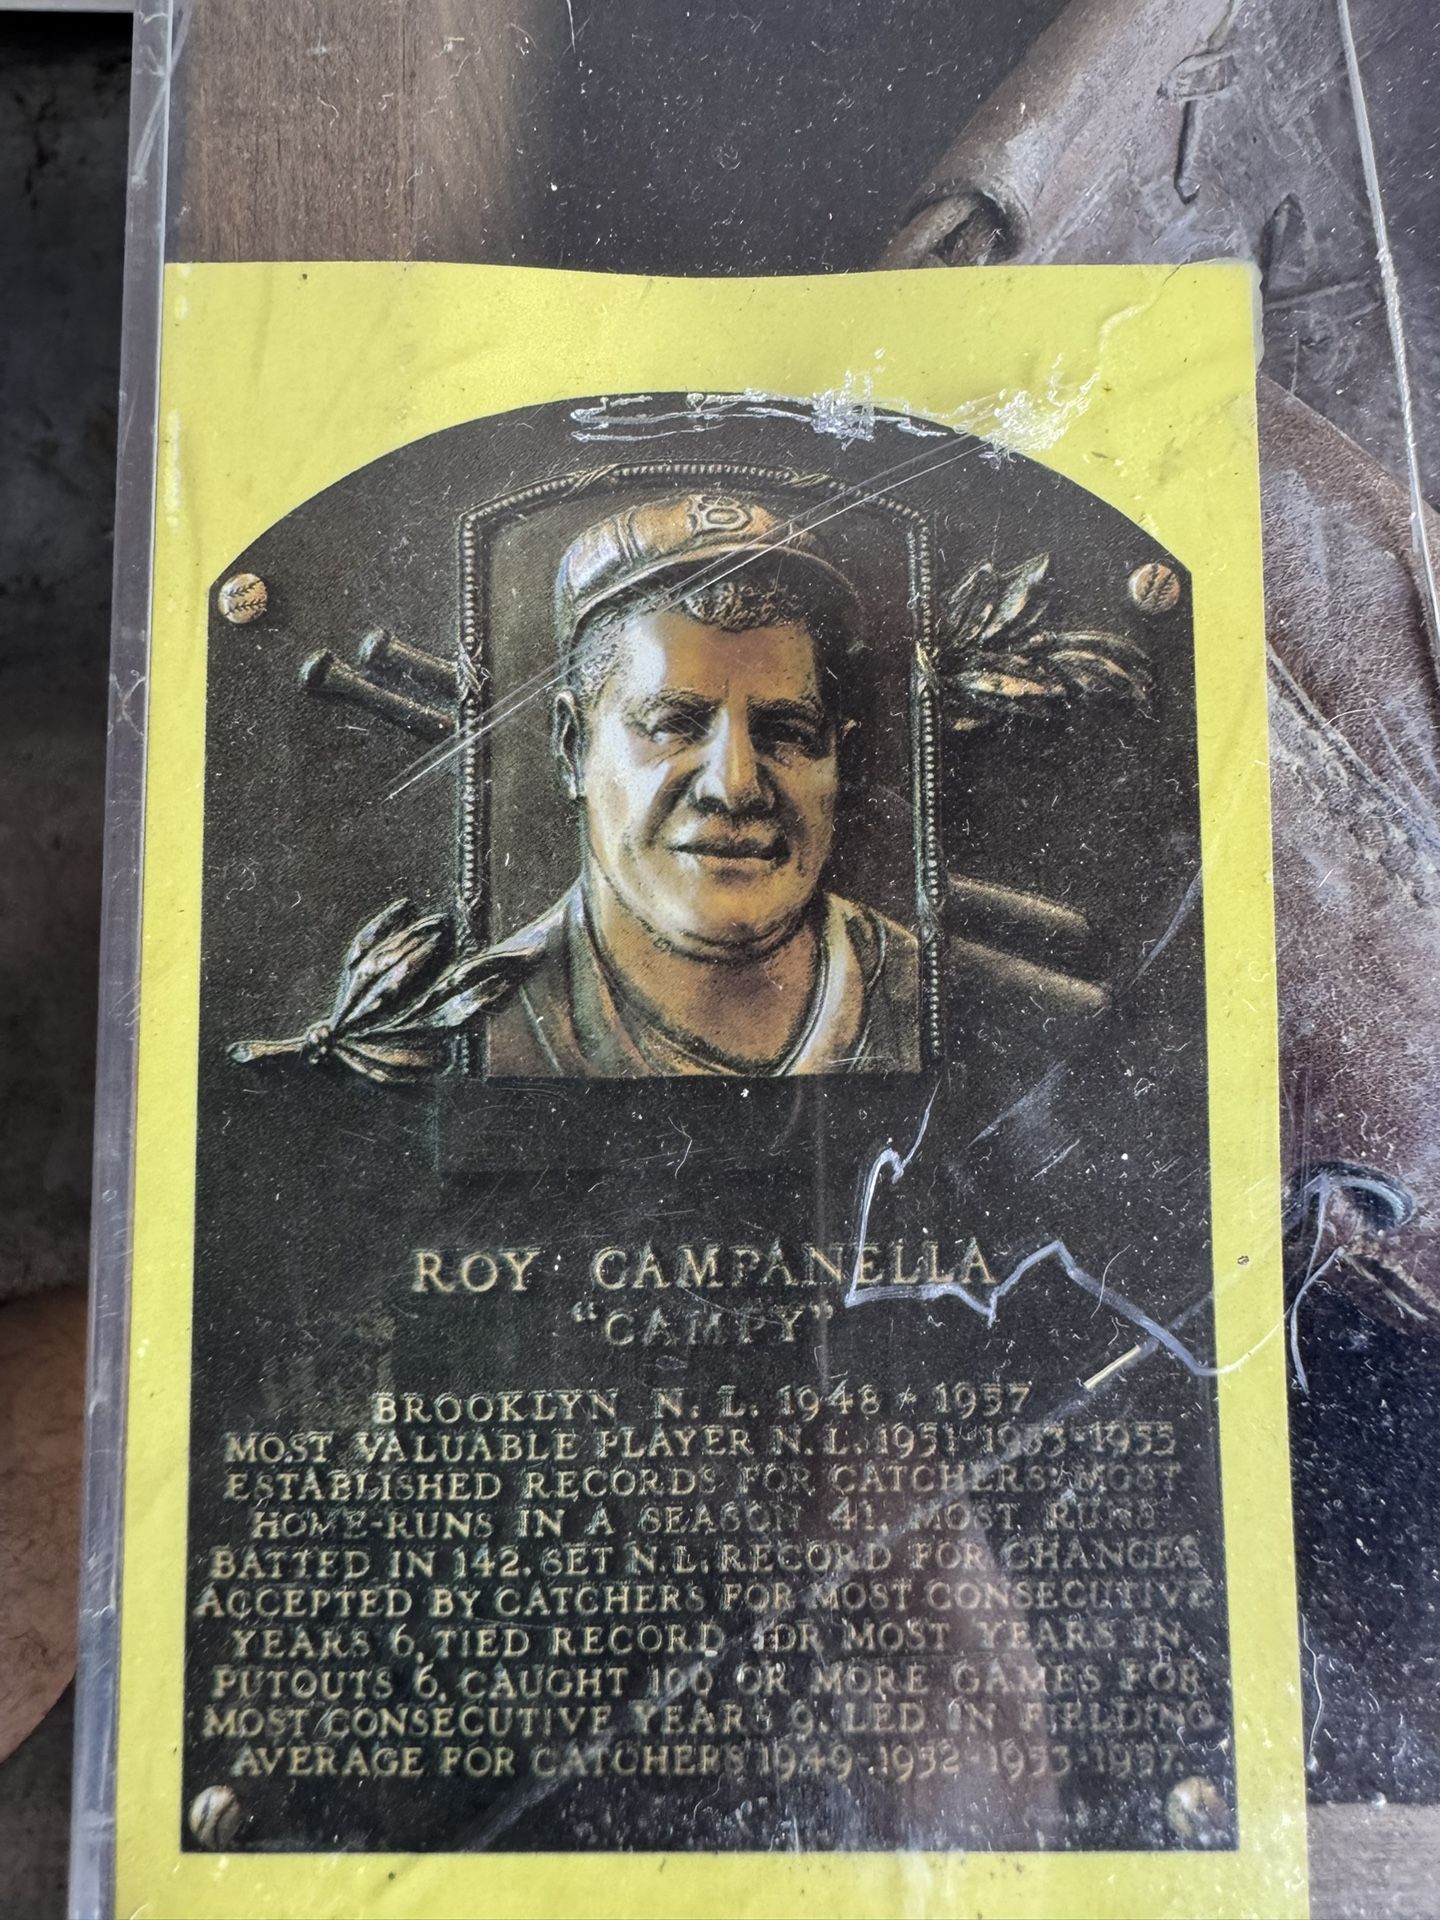 B
ROY CAMPANELLA
"CAMPY"
BROOKLYN N. L. 1948 * 1957
MOST VALUABLE PLAYER N. L. 1951-1953-1955
ESTABLISHED RECORDS FOR CATCHERS: MOST
HOME-RUNS IN A SEASON 41, MOST RUNS
BATTED IN 142. SET N.L. RECORD FOR CHANCES
ACCEPTED BY CATCHERS FOR MOST CONSECUTIVE
YEARS 6, TIED RECORD FOR MOST YEARS IN
PUTOUTS 6. CAUGHT 100 OR MORE GAMES FOR
MOST CONSECUTIVE YEARS 9. LED IN FIELDING
AVERAGE FOR CATCHERS 1949-1952-1953-1957.